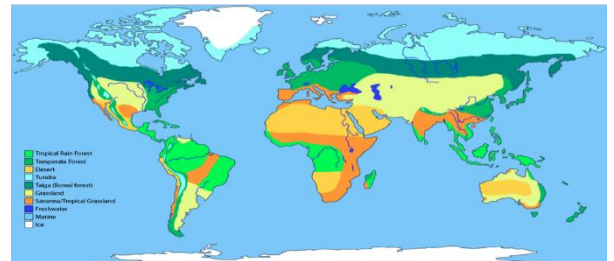 Tropical Rain Forest
Temperate Forest
Desert
Tundra
Taiga (Boreal forest)
Grassland
Savanna/Tropical Grassland
Freshwater
Marine
Ice